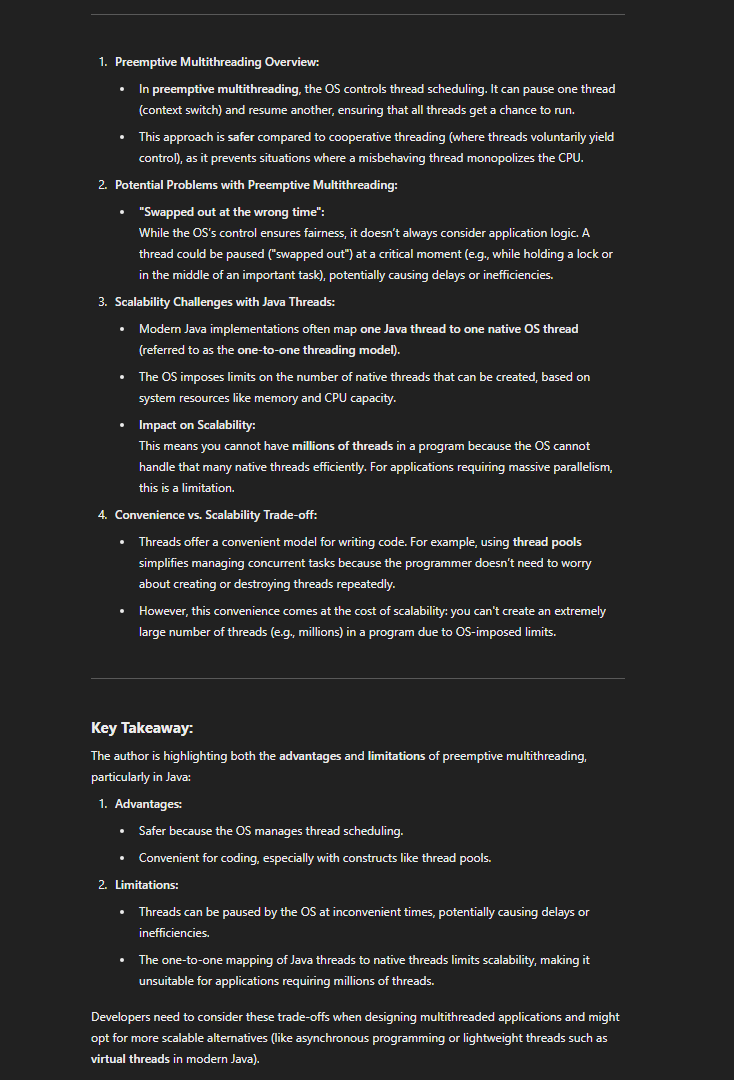 1. Preemptive Multithreading Overview:
• In preemptive multithreading, the OS controls thread scheduling. It can pause one thread
(context switch) and resume another, ensuring that all threads get a chance to run.
• This approach is safer compared to cooperative threading (where threads voluntarily yield
control), as it prevents situations where a misbehaving thread monopolizes the CPU.
2. Potential Problems with Preemptive Multithreading:
• "Swapped out at the wrong time":
While the OS’s control ensures fairness, it doesn’t always consider application logic. A
thread could be paused ("swapped out") at a critical moment (e.g., while holding a lock or
in the middle of an important task), potentially causing delays or inefficiencies.
3. Scalability Challenges with Java Threads:
• Modern Java implementations often map one Java thread to one native OS thread
(referred to as the one-to-one threading model).
• The OS imposes limits on the number of native threads that can be created, based on
system resources like memory and CPU capacity.
• Impact on Scalability:
This means you cannot have millions of threads in a program because the OS cannot
handle that many native threads efficiently. For applications requiring massive parallelism,
this is a limitation.
4. Convenience vs. Scalability Trade-off:
• Threads offer a convenient model for writing code. For example, using thread pools
simplifies managing concurrent tasks because the programmer doesn’t need to worry
about creating or destroying threads repeatedly.
• However, this convenience comes at the cost of scalability: you can't create an extremely
large number of threads (e.g., millions) in a program due to OS-imposed limits.
Key Takeaway:
The author is highlighting both the advantages and limitations of preemptive multithreading,
particularly in Java:
1. Advantages:
• Safer because the OS manages thread scheduling.
• Convenient for coding, especially with constructs like thread pools.
2. Limitations:
• Threads can be paused by the OS at inconvenient times, potentially causing delays or
inefficiencies.
• The one-to-one mapping of Java threads to native threads limits scalability, making it
unsuitable for applications requiring millions of threads.
Developers need to consider these trade-offs when designing multithreaded applications and might
opt for more scalable alternatives (like asynchronous programming or lightweight threads such as
virtual threads in modern Java).